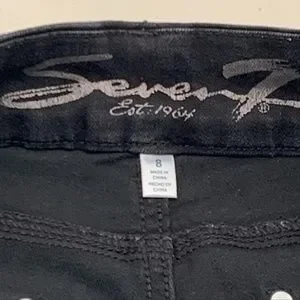 Seven7®
Est. 1964
8
MADE IN
CHINA
HECHO EN
CHINA